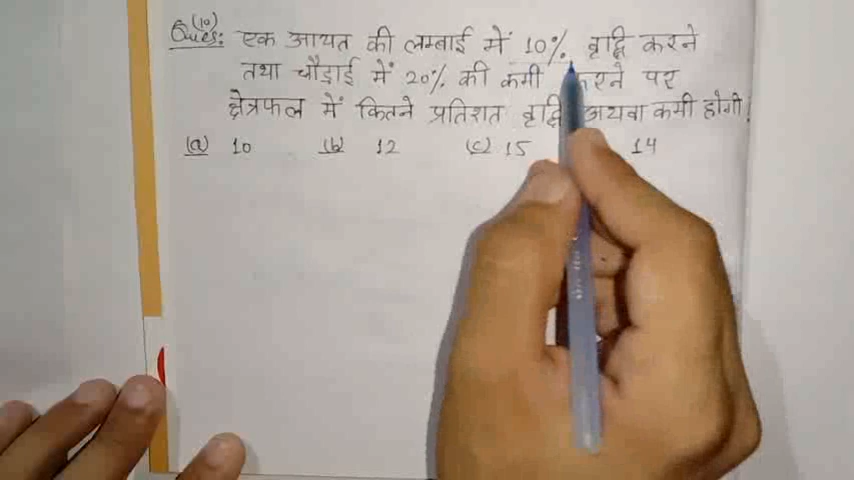 Ques:(10) एक आयत की लम्बाई में 10% वृद्धि करने
तथा चौड़ाई में 20% की कमी करने पर
क्षेत्रफल में कितने प्रतिशत वृद्धि अथवा कमी होगी।
(a) 10 (b) 12 (c) 15 14